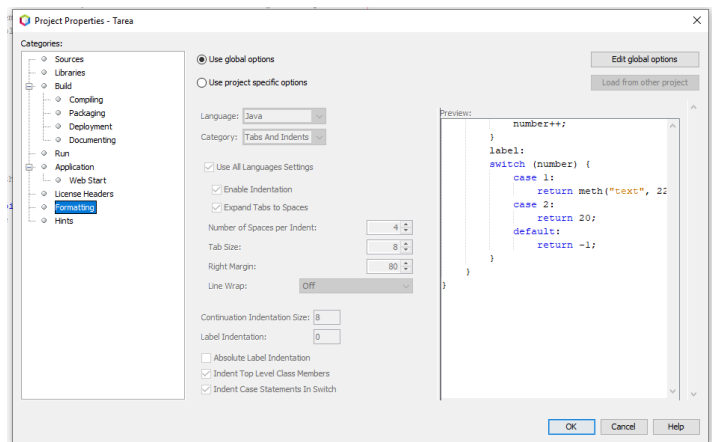 Project Properties - Tarea
Categories:
Sources
Libraries
Build
Compiling
Packaging
Deployment
Documenting
Run
Application
Web Start
License Headers
Formatting
Hints
Use global options
Edit global options
Use project specific options
Load from other project
Language: Java
Category: Tabs And Indents
Use All Languages Settings
Enable Indentation
Expand Tabs to Spaces
Number of Spaces per Indent: 4
Tab Size: 8
Right Margin: 80
Line Wrap: Off
Continuation Indentation Size: 8
Label Indentation: 0
Absolute Label Indentation
Indent Top Level Class Members
Indent Case Statements In Switch
Preview:
number++;
}
label:
switch (number) {
case 1:
return meth("text", 22
case 2:
return 20;
default:
return -1;
}
}
}
OK Cancel Help